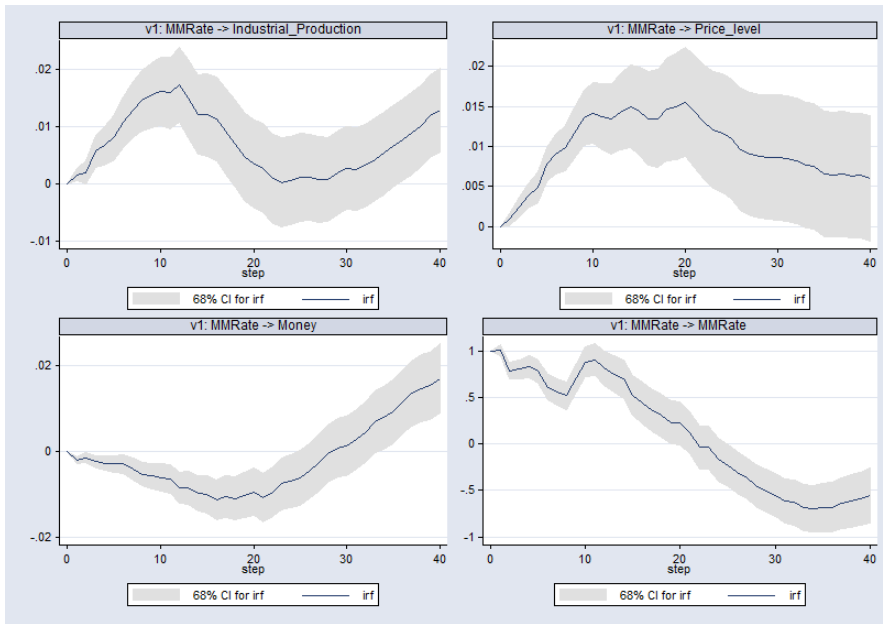 v1: MMRate -> Industrial_Production
.02
.01
0
-.01
0 10 20 30 40
step
68% CI for irf irf
v1: MMRate -> Price_level
.02
.015
.01
.005
0
0 10 20 30 40
step
68% CI for irf irf
v1: MMRate -> Money
.02
0
-.02
0 10 20 30 40
step
68% CI for irf irf
v1: MMRate -> MMRate
1
.5
0
-.5
-1
0 10 20 30 40
step
68% CI for irf irf